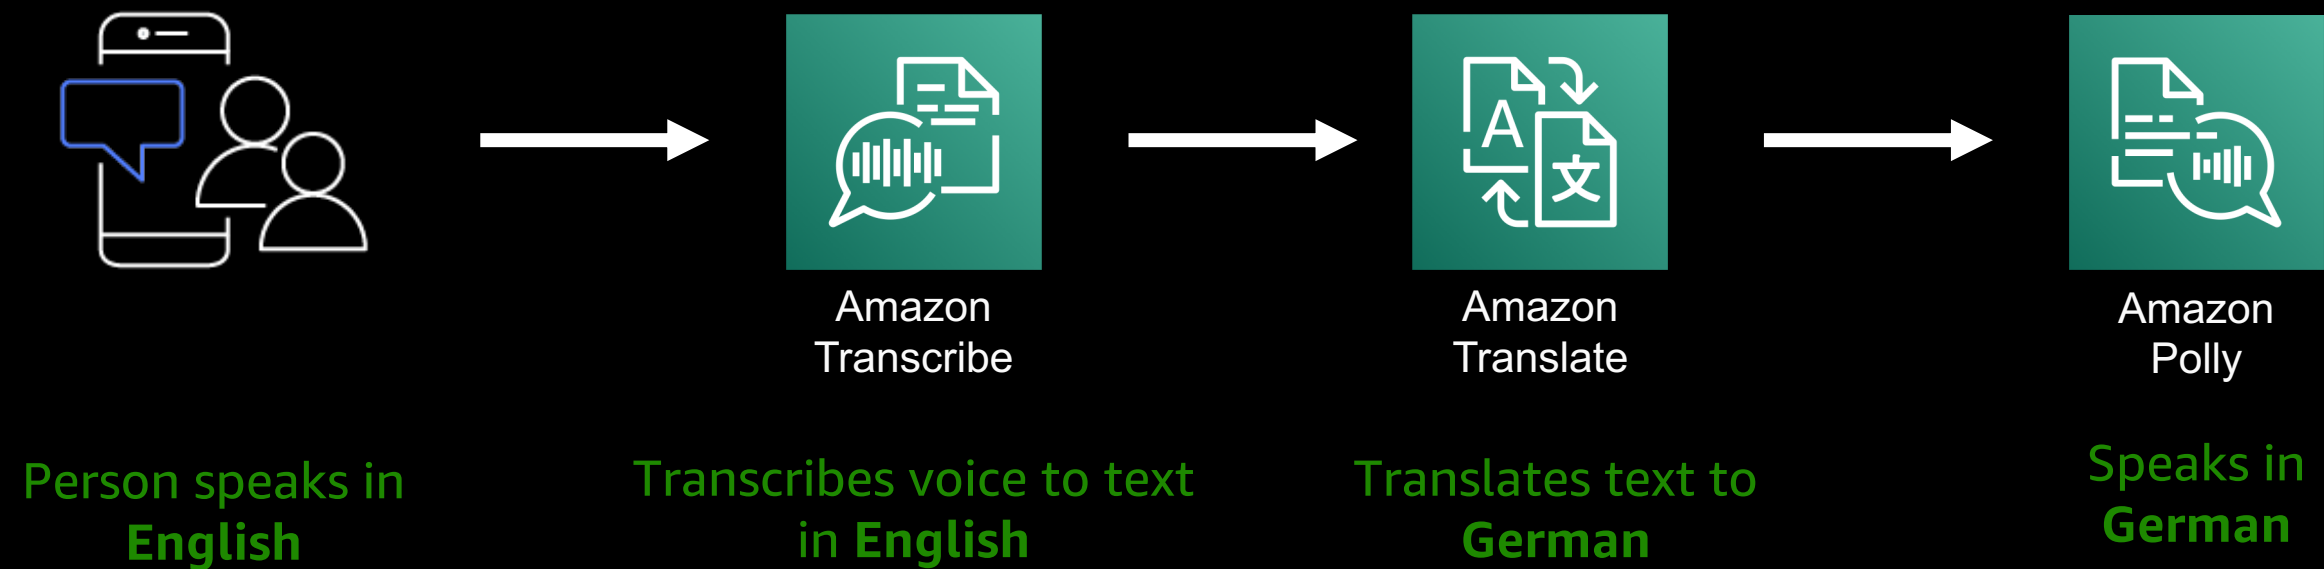 A
文
Amazon
Transcribe
Amazon
Translate
Amazon
Polly
Person speaks in
English
Transcribes voice to text
in English
Translates text to
German
Speaks in
German